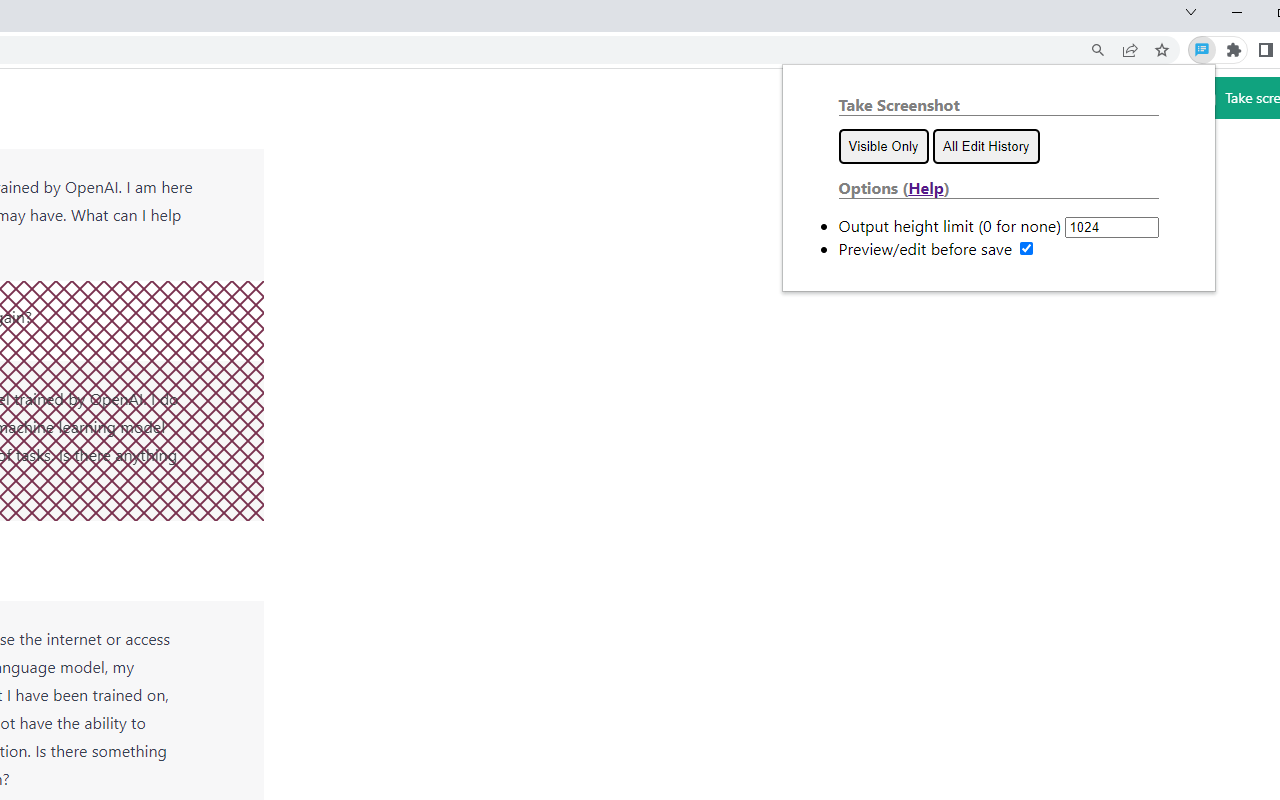 Take Screenshot
Take scre
Visible Only
All Edit History
Options (Help)
Output height limit (0 for none) 1024
Preview/edit before save
rained by OpenAI. I am here
may have. What can I help
gain?
el trained by OpenAI. I do
machine learning model
of tasks. Is there anything
se the internet or access
anguage model, my
t I have been trained on,
ot have the ability to
tion. Is there something
?